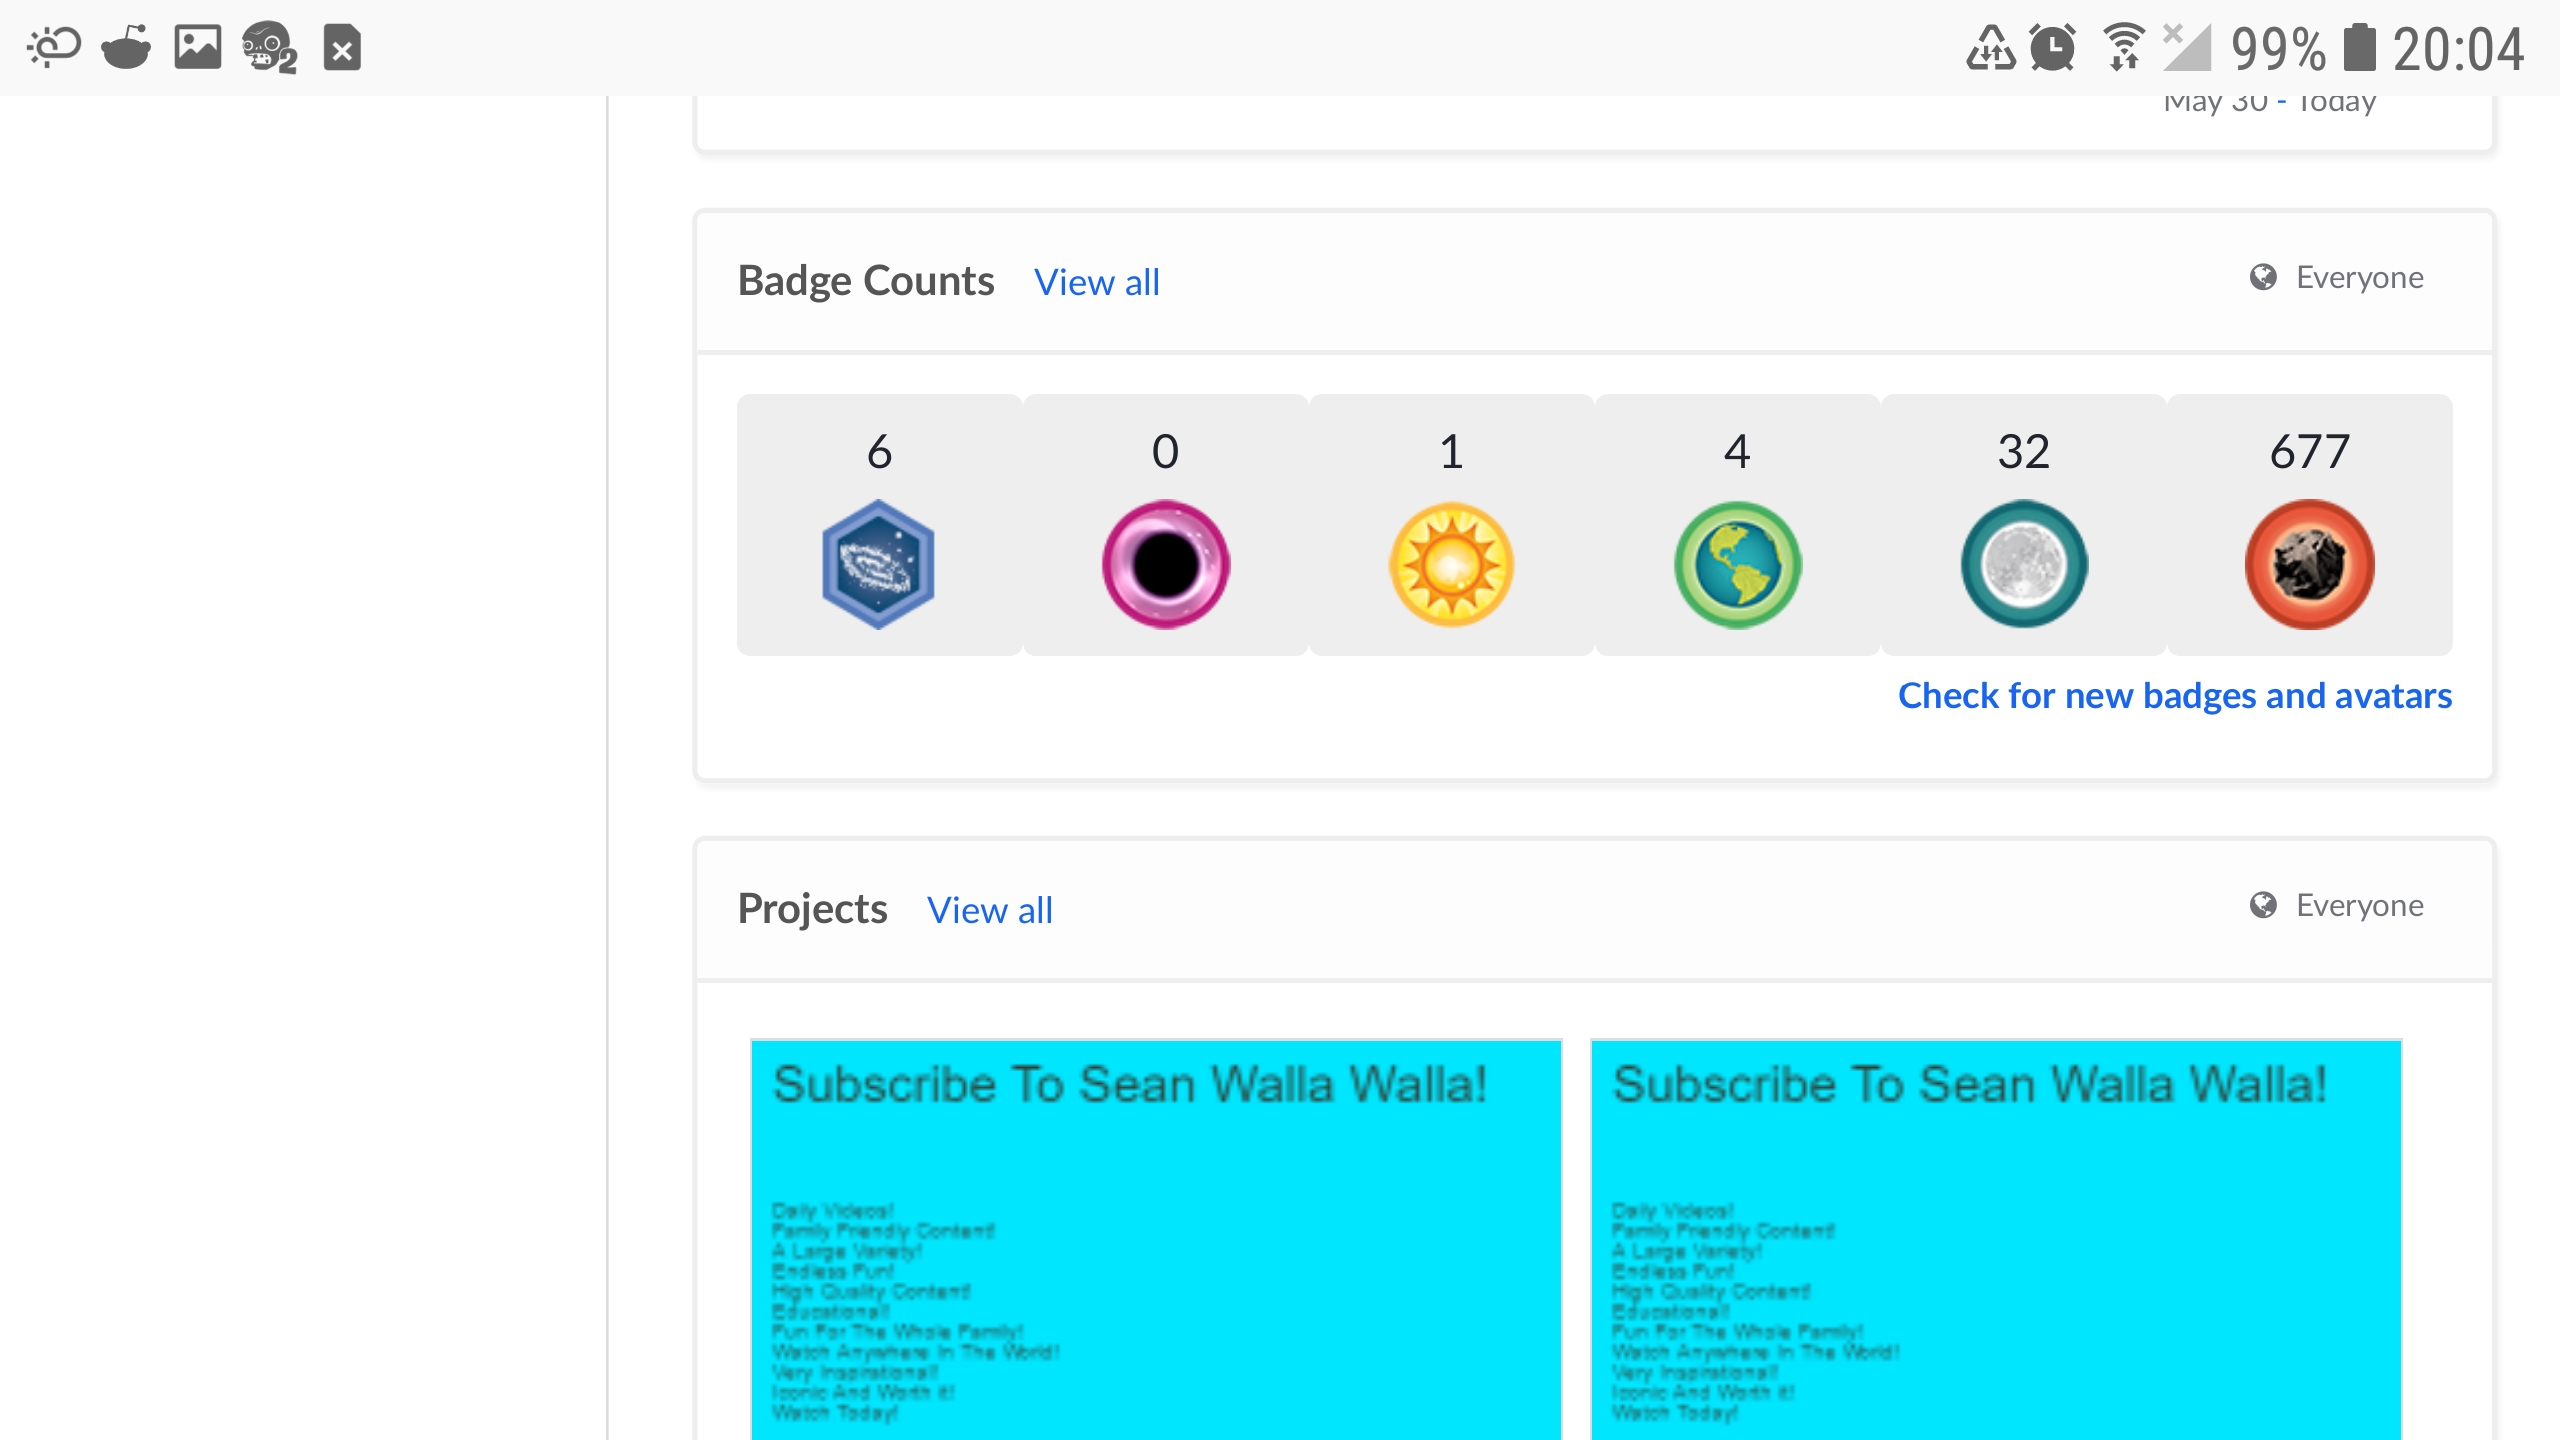 99% 20:04
May 30 - Today
Badge Counts View all Everyone
6 0 1 4 32 677
Check for new badges and avatars
Projects View all Everyone
Subscribe To Sean Walla Walla! Subscribe To Sean Walla Walla!
Daily Videos! Daily Videos!
Family Friendly Content! Family Friendly Content!
A Large Variety! A Large Variety!
Endless Fun! Endless Fun!
High Quality Content! High Quality Content!
Educational! Educational!
Fun For The Whole Family! Fun For The Whole Family!
Watch Anywhere In The World! Watch Anywhere In The World!
Very Inspirational! Very Inspirational!
Iconic And Worth it! Iconic And Worth it!
Watch Today! Watch Today!